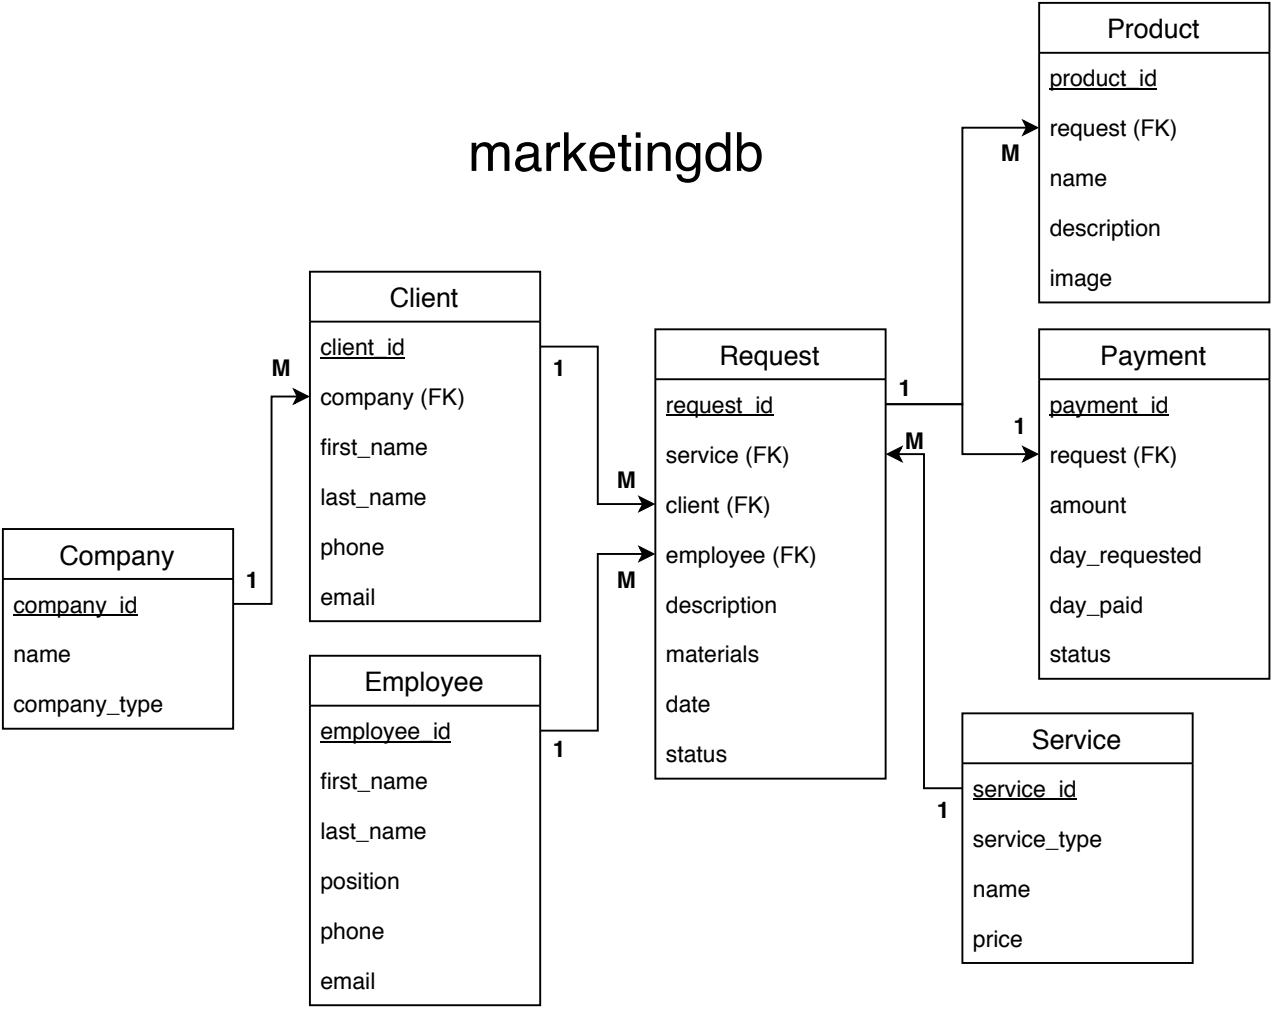 marketingdb
Company
company_id
name
company_type
1
M
Client
client_id
company (FK)
first_name
last_name
phone
email
1
M
Employee
employee_id
first_name
last_name
position
phone
email
1
M
Request
request_id
service (FK)
client (FK)
employee (FK)
description
materials
date
status
1
M
M
1
Product
product_id
request (FK)
name
description
image
Payment
payment_id
request (FK)
amount
day_requested
day_paid
status
1
Service
service_id
service_type
name
price